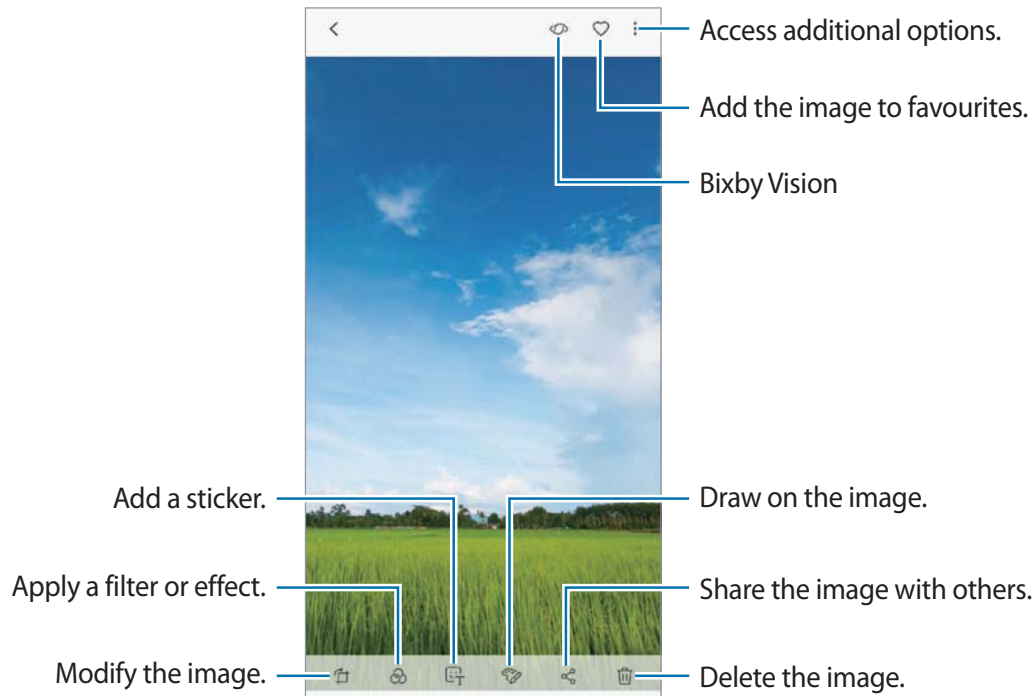 Access additional options.
Add the image to favourites.
Bixby Vision
Add a sticker.
Draw on the image.
Apply a filter or effect.
Share the image with others.
Modify the image.
Delete the image.